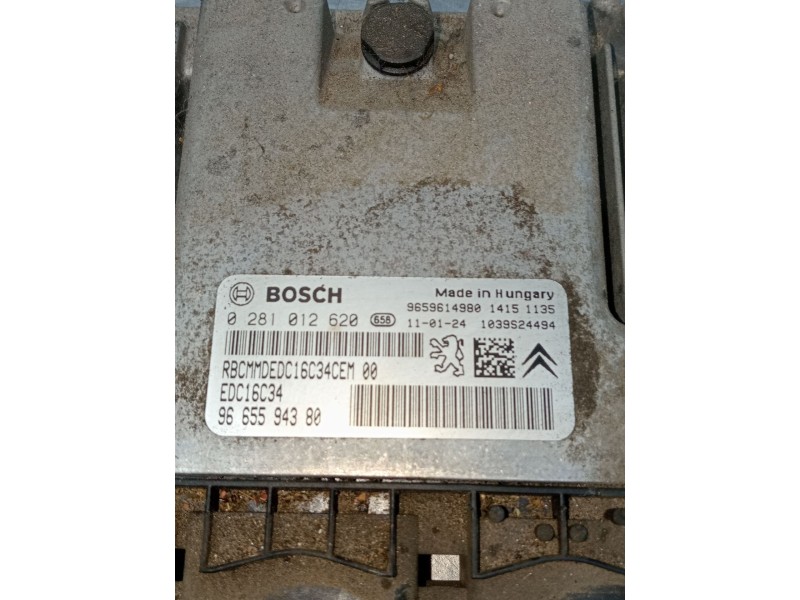 BOSCH
Made in Hungary
0 281 012 620 658
9659614980 1415 1135
11-01-24 1039S24494
RBCMMDEDC16C34CEM 00
EDC16C34
96 655 943 80